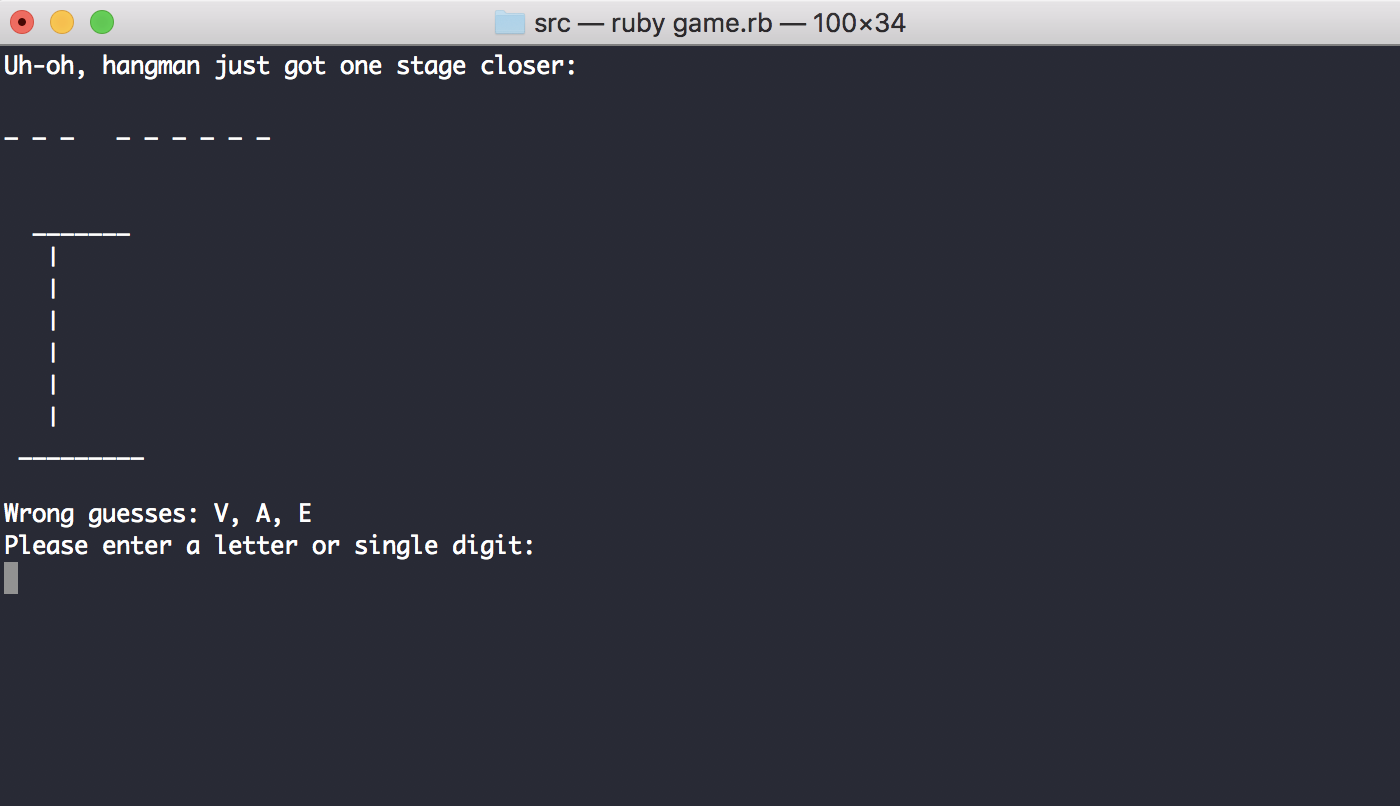 src — ruby game.rb — 100×34
Uh-oh, hangman just got one stage closer:
_ _ _   _ _ _ _ _ _
  _______
   |
   |
   |
   |
   |
   |
 _________
Wrong guesses: V, A, E
Please enter a letter or single digit: